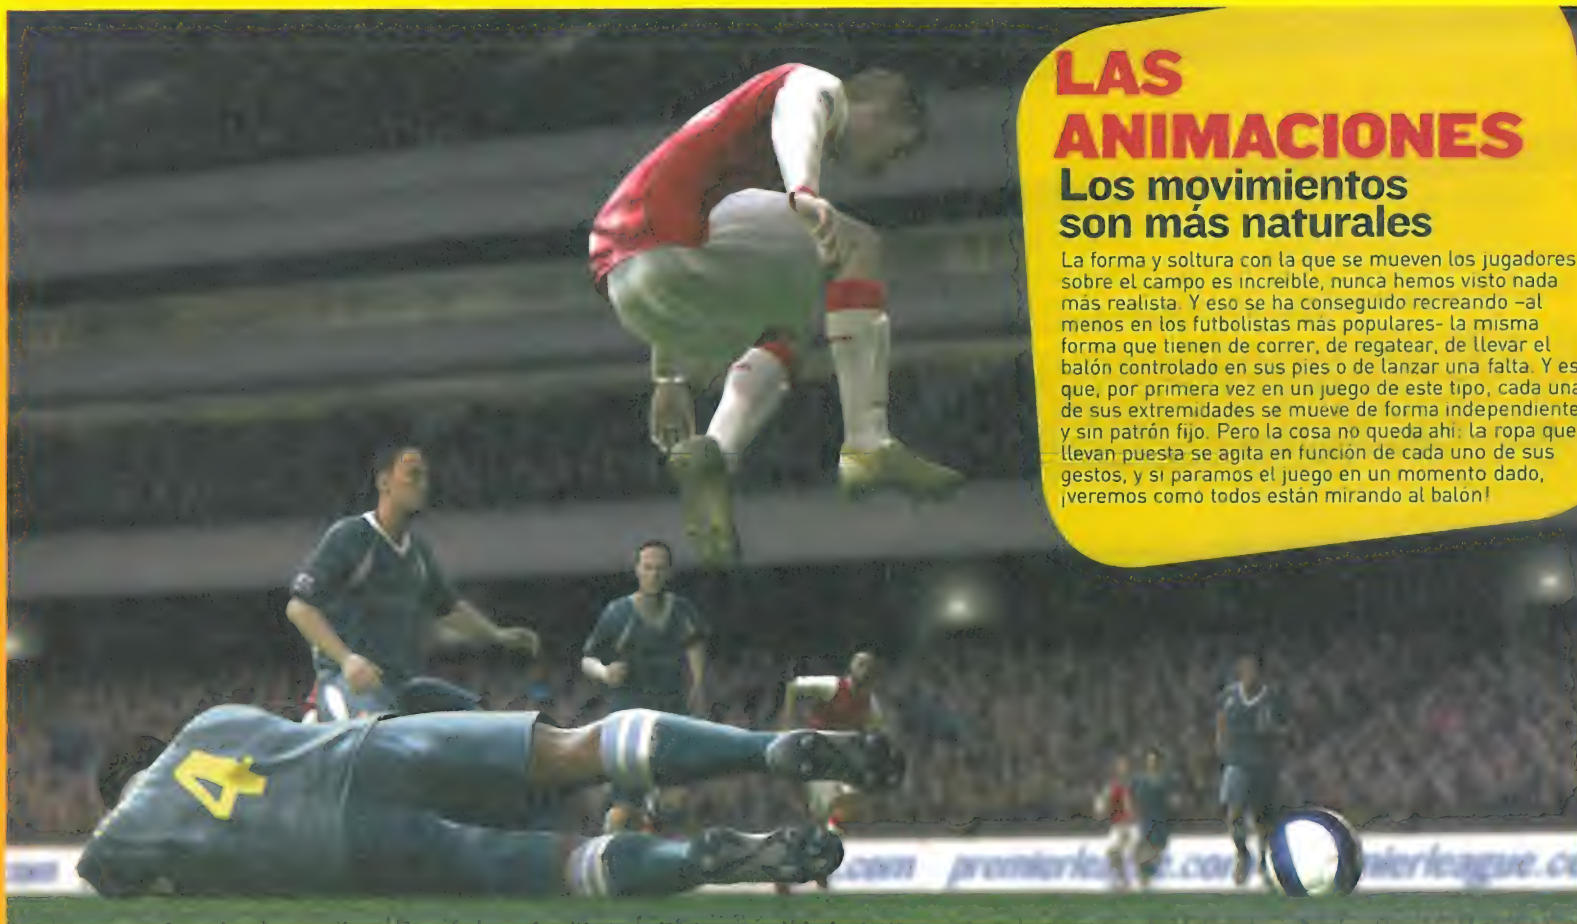 LAS
ANIMACIONES
Los movimientos
son más naturales
La forma y soltura con la que se mueven los jugadores
sobre el campo es increíble, nunca hemos visto nada
más realista. Y eso se ha conseguido recreando –al
menos en los futbolistas más populares- la misma
forma que tienen de correr, de regatear, de llevar el
balón controlado en sus pies o de lanzar una falta. Y es
que, por primera vez en un juego de este tipo, cada una
de sus extremidades se mueve de forma independiente
y sin patrón fijo. Pero la cosa no queda ahí: la ropa que
llevan puesta se agita en función de cada uno de sus
gestos, y si paramos el juego en un momento dado,
¡veremos como todos están mirando al balón!
4
.com premierleague.com premierleague.co